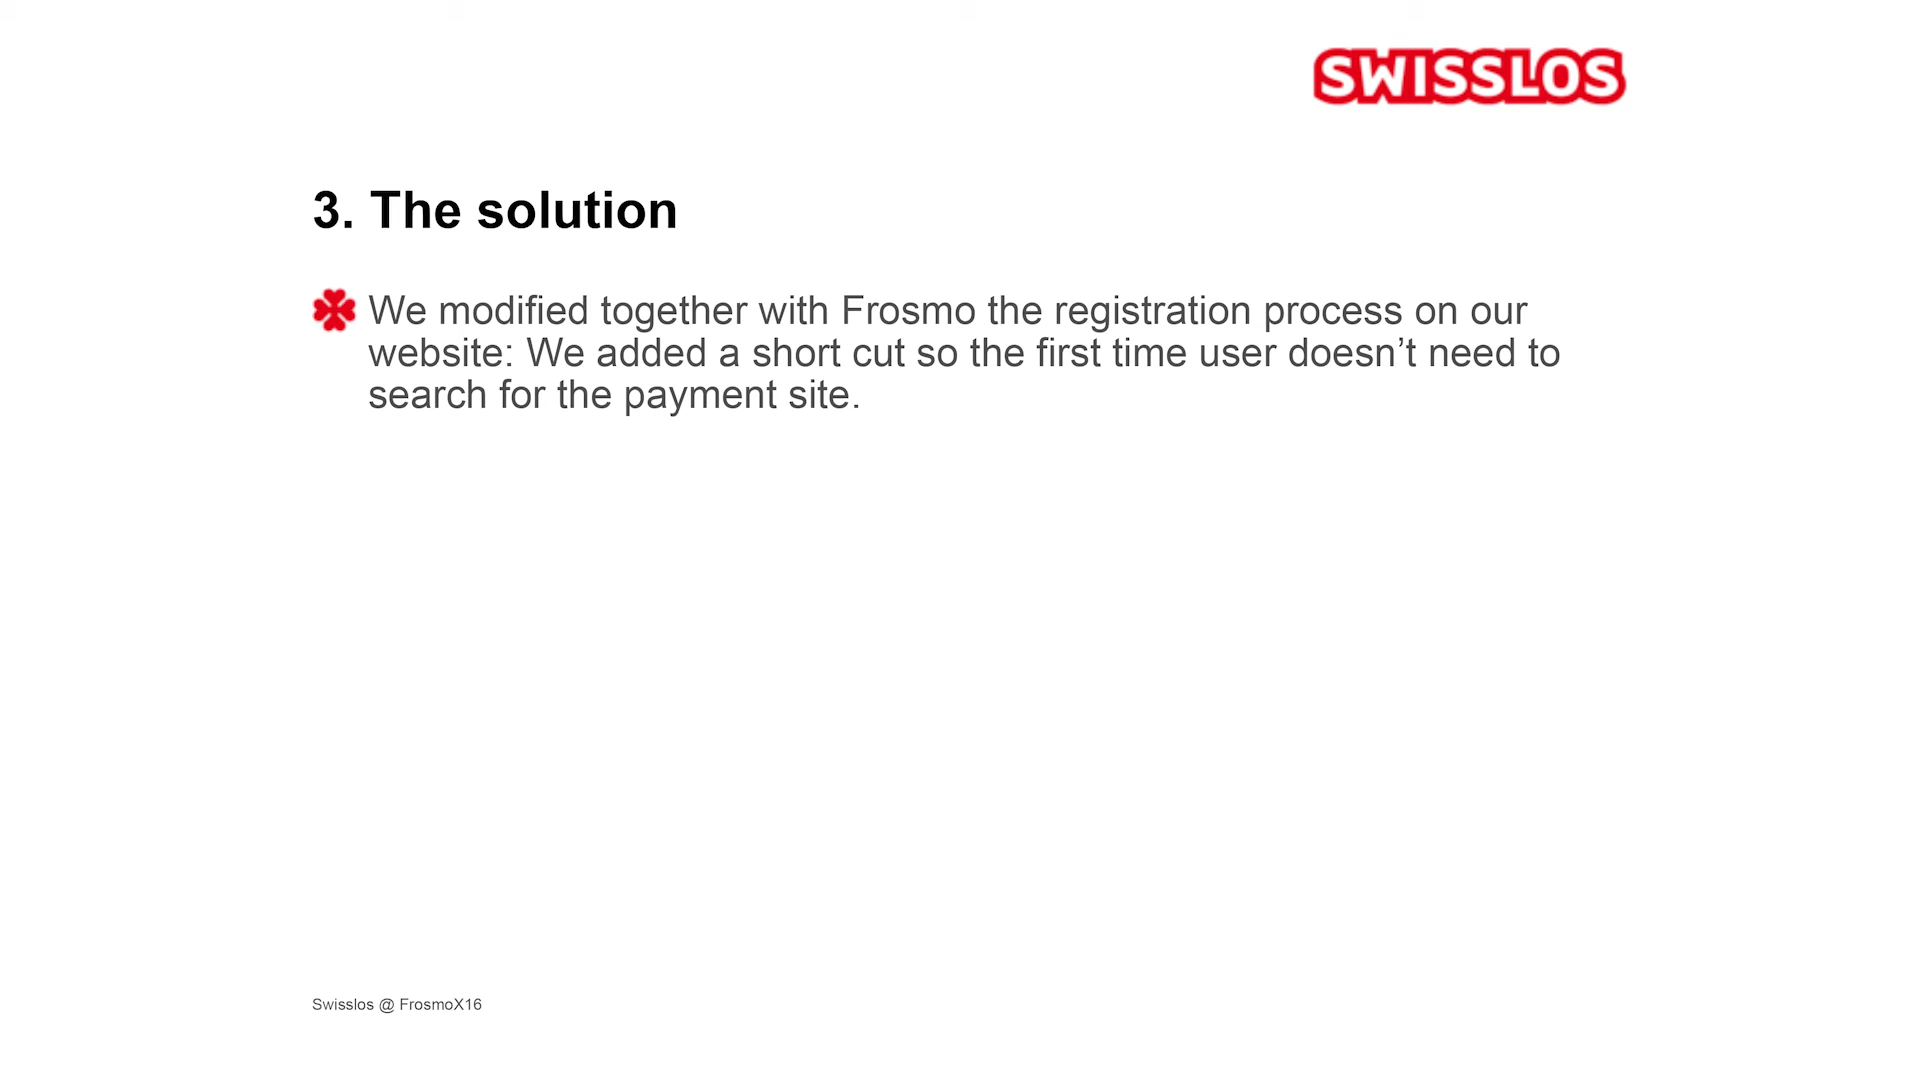 SWISSLOS
3. The solution
We modified together with Frosmo the registration process on our
website: We added a short cut so the first time user doesn’t need to
search for the payment site.
Swisslos @ FrosmoX16